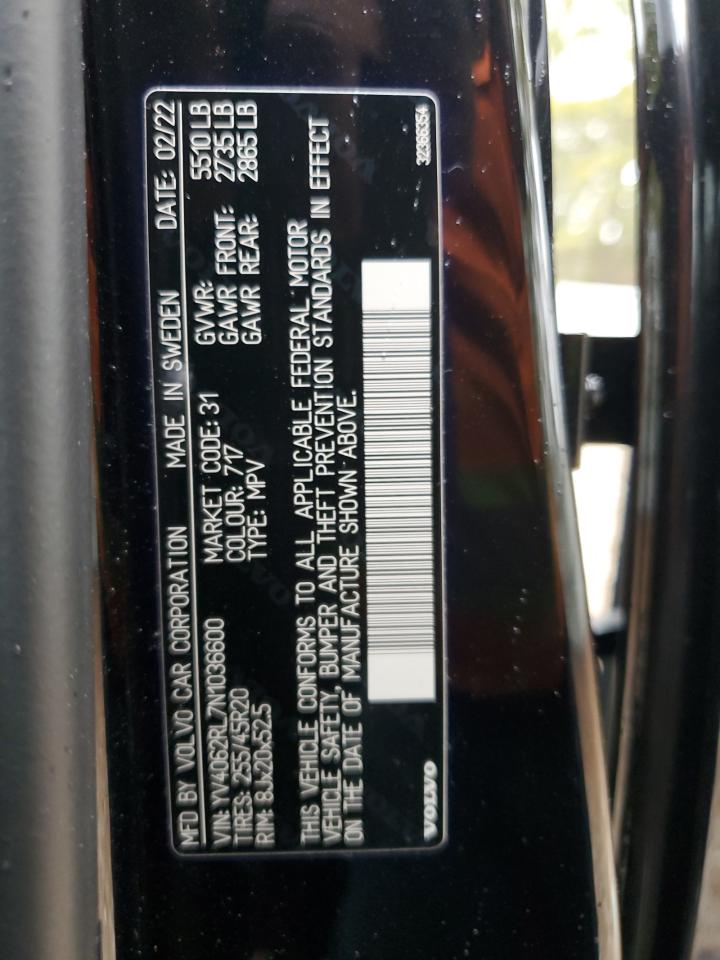 MFD BY VOLVO CAR CORPORATION MADE IN SWEDEN DATE: 02/22
VIN: YV4062RL7N1036600
TIRES: 255/45R20
RIM: 8Jx20x52.5
MARKET CODE: 31
COLOUR: 717
TYPE: MPV
GVWR: 5510 LB
GAWR FRONT: 2735 LB
GAWR REAR: 2865 LB
THIS VEHICLE CONFORMS TO ALL APPLICABLE FEDERAL MOTOR
VEHICLE SAFETY, BUMPER AND THEFT PREVENTION STANDARDS IN EFFECT
ON THE DATE OF MANUFACTURE SHOWN ABOVE.
VOLVO
32366354